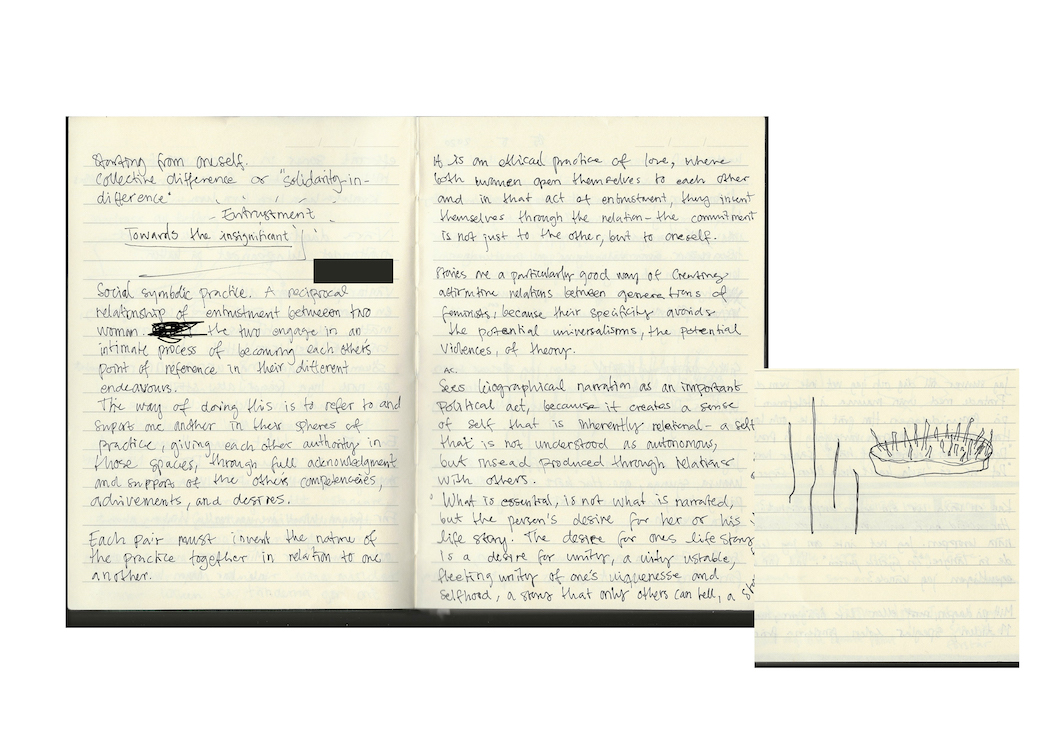 Starting from oneself.
Collective difference or "solidarity-in-
difference"
Entrustment
Towards the insignificant
Social symbolic practice. A reciprocal
relationship of entrustment between two
women. the two engage in an
intimate process of becoming each others
point of reference in their different
endeavours.
The way of doing this is to refer to and
suport one another in their spheres of
practice, giving each other authority in
those spaces, through full acknowledgment
and support of the others competencies,
achivements, and desires.
Each pair must invent the nature of
the practice together in relation to one
another.
It is an ethical practice of love, where
both women open themselves to each other
and in that act of entrustment, they invent
themselves through the relation – the commitment
is not just to the other, but to oneself.
Stories are a particularly good way of creating
affirmitive relations between generations of
feminists, because their specificity avoids
the potential universalisms, the potential
violences, of theory.
AC.
Sees biographical narration as an important
political act, because it creates a sense
of self that is inherently relational – a self
that is not understood as autonomous,
but insead produced through relations
with others.
What is essential, is not what is narrated,
but the person's desire for her or his
life story. The desire for ones life story
is a desire for unity, a unity ustable,
fleeting unity of one's uiquenesse and
selfhood, a story that only others can tell, a